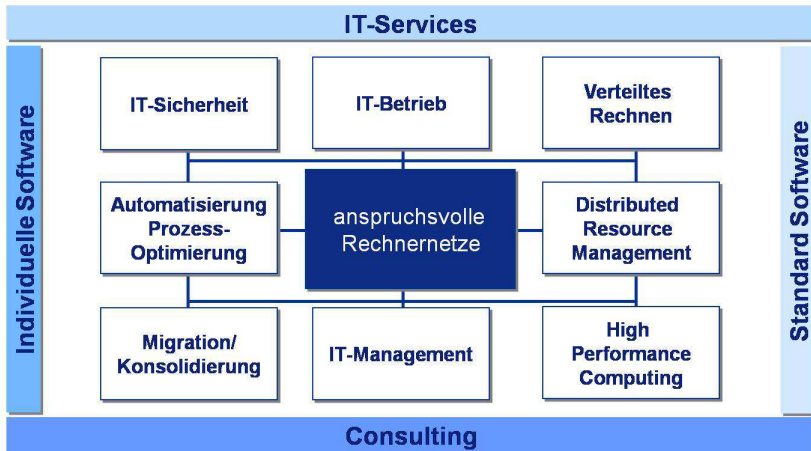 IT-Services
Individuelle Software
IT-Sicherheit
IT-Betrieb
Verteiltes
Rechnen
Automatisierung
Prozess-
Optimierung
anspruchsvolle
Rechnernetze
Distributed
Resource
Management
Migration/
Konsolidierung
IT-Management
High
Performance
Computing
Standard Software
Consulting